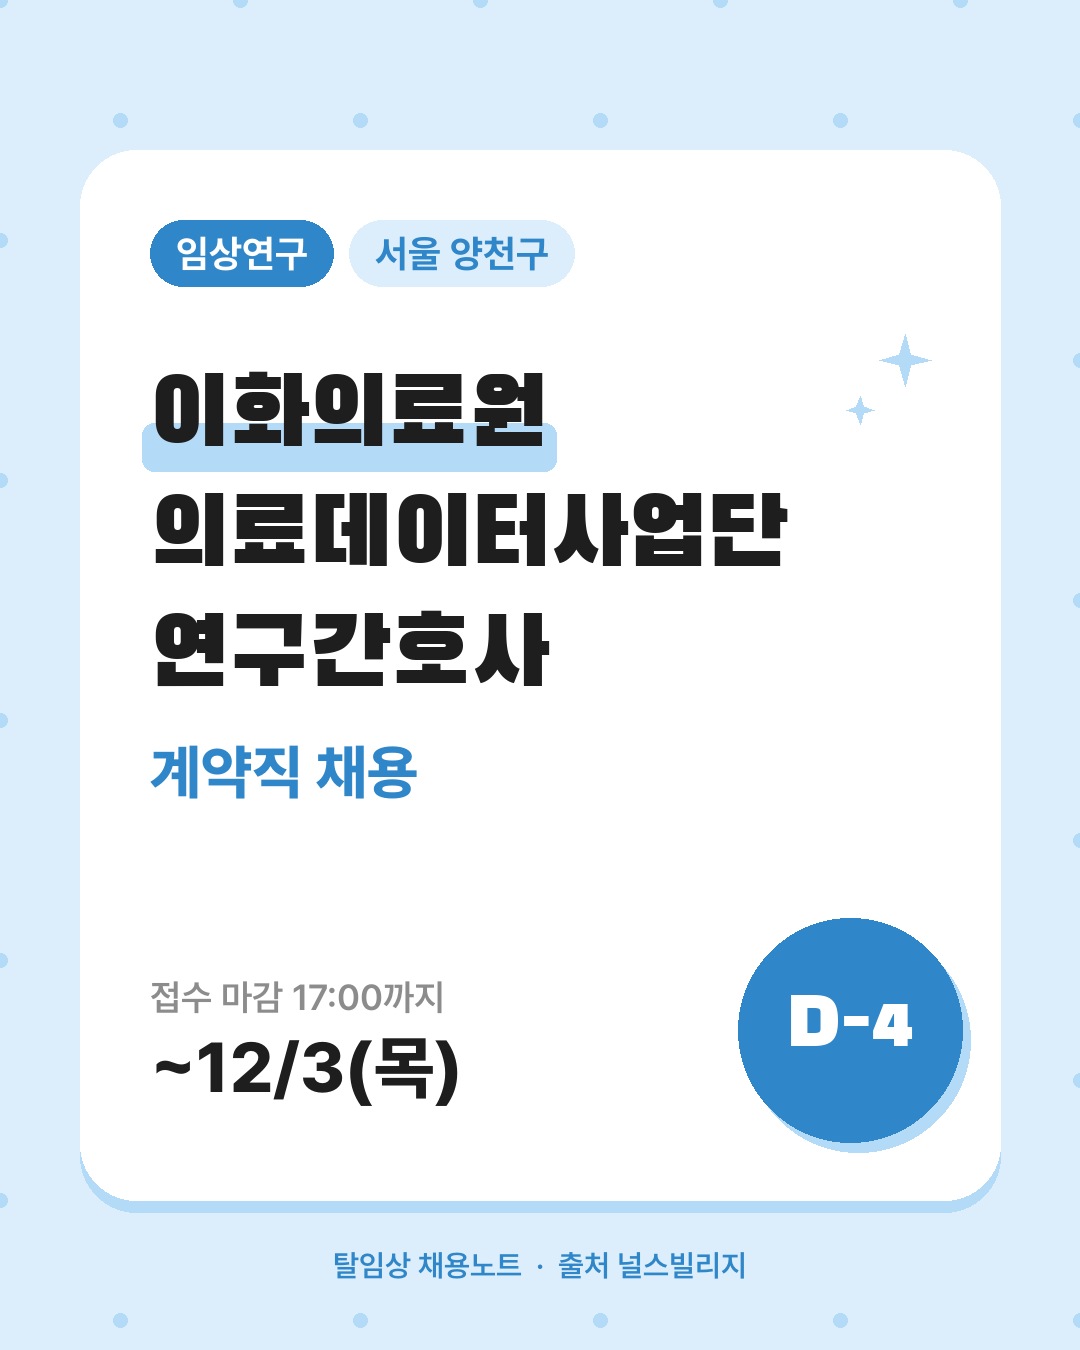 임상연구 서울 양천구
이화의료원
의료데이터사업단
연구간호사
계약직 채용
접수 마감 17:00까지
~12/3(목)
D-4
탈임상 채용노트 · 출처 널스빌리지